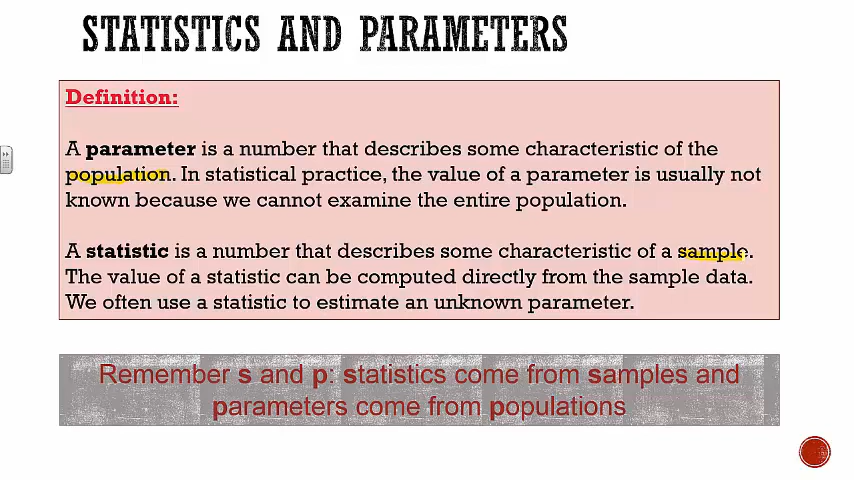 STATISTICS AND PARAMETERS
Definition:
A parameter is a number that describes some characteristic of the
population. In statistical practice, the value of a parameter is usually not
known because we cannot examine the entire population.
A statistic is a number that describes some characteristic of a sample.
The value of a statistic can be computed directly from the sample data.
We often use a statistic to estimate an unknown parameter.
Remember s and p: statistics come from samples and
parameters come from populations